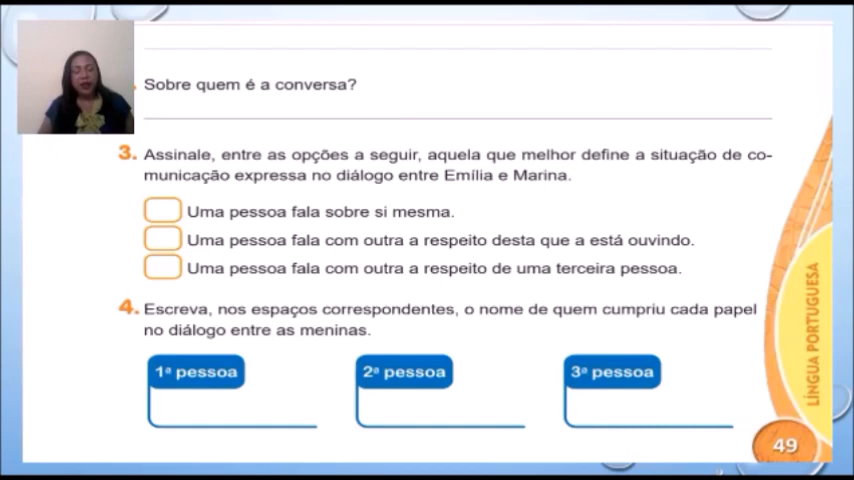 Sobre quem é a conversa?
3. Assinale, entre as opções a seguir, aquela que melhor define a situação de co-
municação expressa no diálogo entre Emília e Marina.
Uma pessoa fala sobre si mesma.
Uma pessoa fala com outra a respeito desta que a está ouvindo.
Uma pessoa fala com outra a respeito de uma terceira pessoa.
4. Escreva, nos espaços correspondentes, o nome de quem cumpriu cada papel
no diálogo entre as meninas.
1ª pessoa
2ª pessoa
3ª pessoa
LÍNGUA PORTUGUESA
49